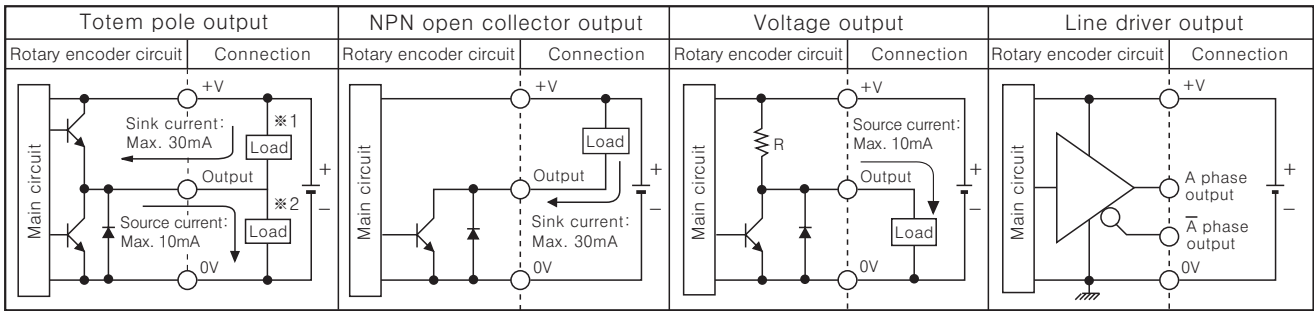 Totem pole output
Rotary encoder circuit
Connection
Main circuit
+V
Sink current:
Max. 30mA
※1
Load
Output
※2
Source current:
Max. 10mA
Load
0V
+
−
NPN open collector output
Rotary encoder circuit
Connection
Main circuit
+V
Load
Output
Sink current:
Max. 30mA
0V
+
−
Voltage output
Rotary encoder circuit
Connection
Main circuit
+V
R
Source current:
Max. 10mA
Output
Load
0V
+
−
Line driver output
Rotary encoder circuit
Connection
Main circuit
+V
A phase
output
A̅ phase
output
0V
+
−